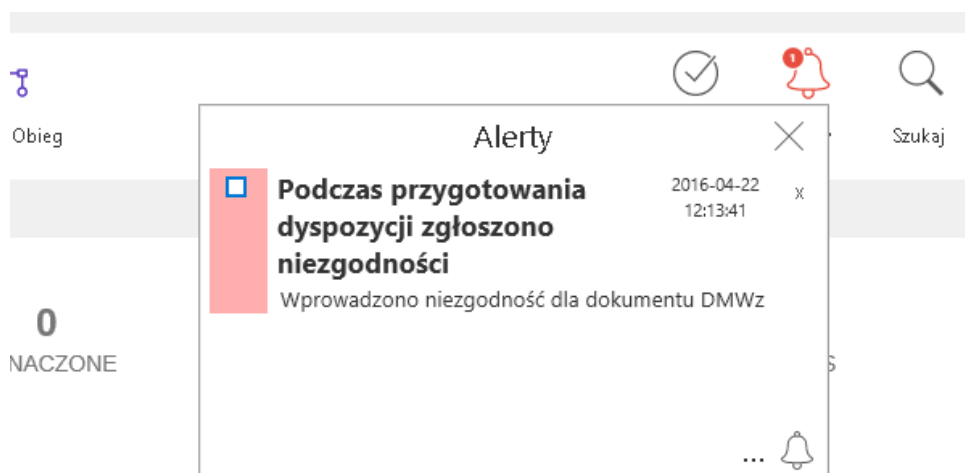 1
Obieg
Szukaj
Alerty
Podczas przygotowania
dyspozycji zgłoszono
niezgodności
2016-04-22
12:13:41
x
Wprowadzono niezgodność dla dokumentu DMWz
0
NACZONE
S
...